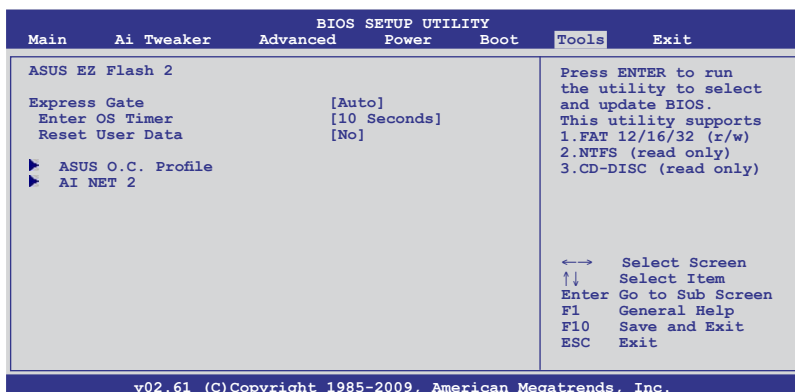 BIOS SETUP UTILITY
Main Ai Tweaker Advanced Power Boot Tools Exit
ASUS EZ Flash 2
Express Gate [Auto]
Enter OS Timer [10 Seconds]
Reset User Data [No]
ASUS O.C. Profile
AI NET 2
Press ENTER to run
the utility to select
and update BIOS.
This utility supports
1.FAT 12/16/32 (r/w)
2.NTFS (read only)
3.CD-DISC (read only)
←→ Select Screen
↑↓ Select Item
Enter Go to Sub Screen
F1 General Help
F10 Save and Exit
ESC Exit
v02.61 (C)Copyright 1985-2009, American Megatrends, Inc.